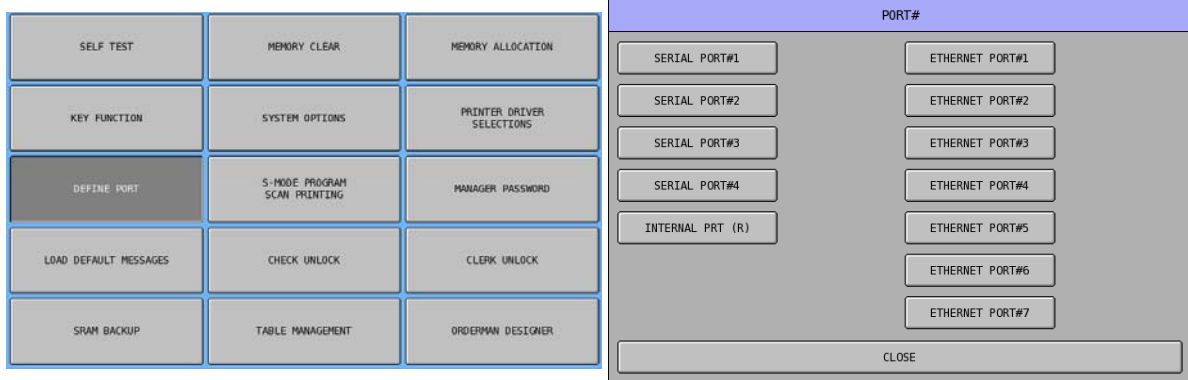 SELF TEST
MEMORY CLEAR
MEMORY ALLOCATION
KEY FUNCTION
SYSTEM OPTIONS
PRINTER DRIVER
SELECTIONS
DEFINE PORT
S-MODE PROGRAM
SCAN PRINTING
MANAGER PASSWORD
LOAD DEFAULT MESSAGES
CHECK UNLOCK
CLERK UNLOCK
SRAM BACKUP
TABLE MANAGEMENT
ORDERMAN DESIGNER
PORT#
SERIAL PORT#1
ETHERNET PORT#1
SERIAL PORT#2
ETHERNET PORT#2
SERIAL PORT#3
ETHERNET PORT#3
SERIAL PORT#4
ETHERNET PORT#4
INTERNAL PRT (R)
ETHERNET PORT#5
ETHERNET PORT#6
ETHERNET PORT#7
CLOSE